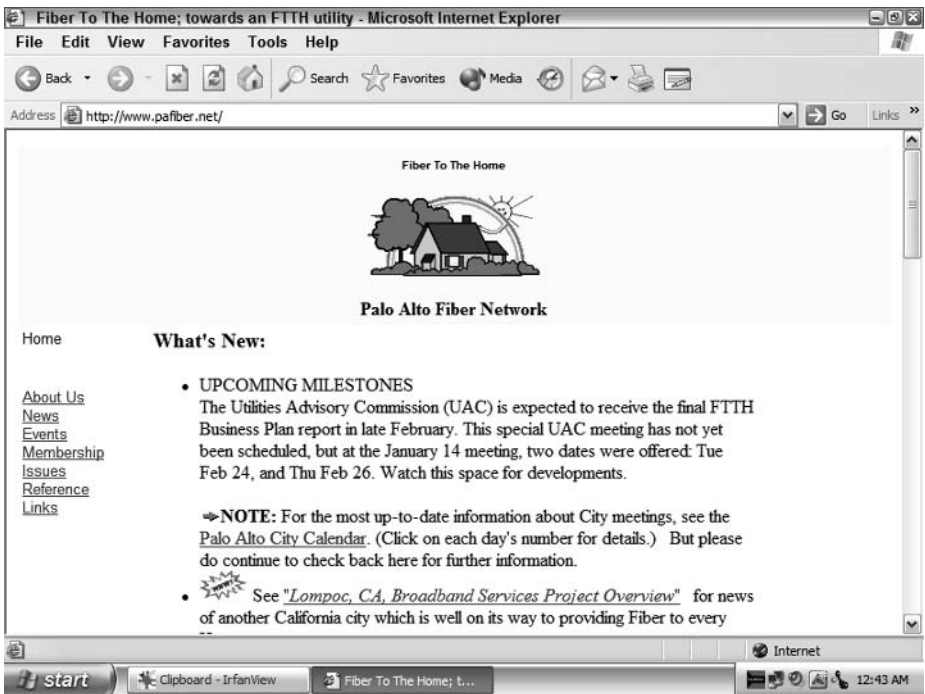 Fiber To The Home; towards an FTTH utility - Microsoft Internet Explorer
File Edit View Favorites Tools Help
Back Search Favorites Media
Address http://www.pafiber.net/ Go Links »
Fiber To The Home
Palo Alto Fiber Network
Home
What's New:
• UPCOMING MILESTONES
About Us
The Utilities Advisory Commission (UAC) is expected to receive the final FTTH
News
Business Plan report in late February. This special UAC meeting has not yet
Events
been scheduled, but at the January 14 meeting, two dates were offered: Tue
Membership
Feb 24, and Thu Feb 26. Watch this space for developments.
Issues
Reference
Links
NOTE: For the most up-to-date information about City meetings, see the
Palo Alto City Calendar. (Click on each day's number for details.) But please
do continue to check back here for further information.
• See "Lompoc, CA, Broadband Services Project Overview" for news
of another California city which is well on its way to providing Fiber to every
Internet
start Clipboard - IrfanView Fiber To The Home; t... 12:43 AM